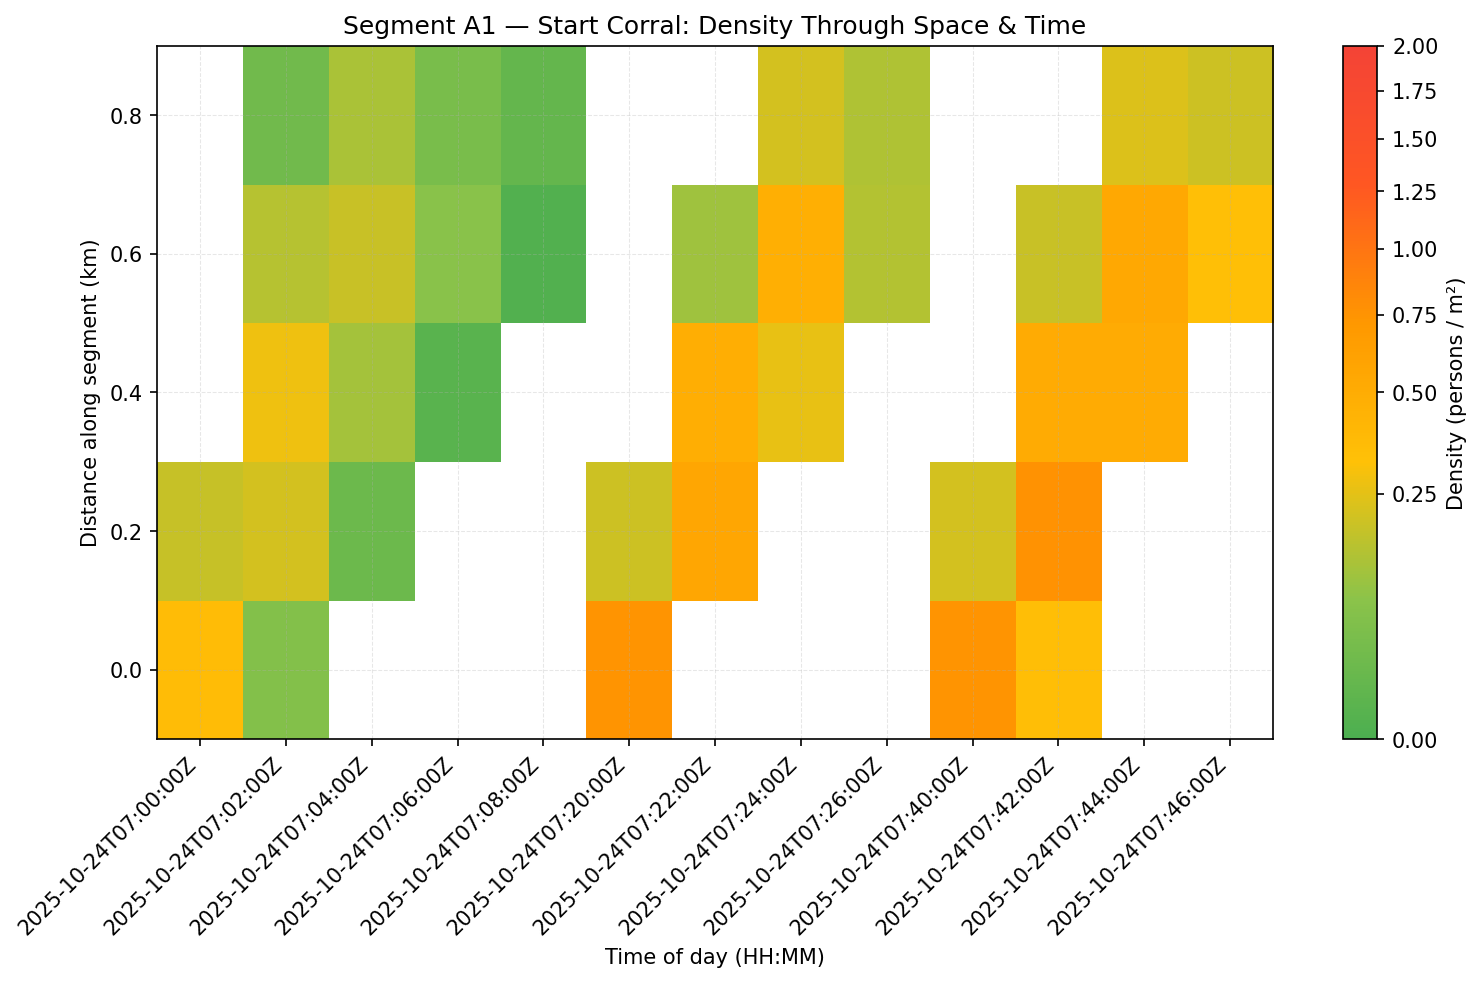 Segment A1 — Start Corral: Density Through Space & Time
Distance along segment (km)
0.8
0.6
0.4
0.2
0.0
2025-10-24T07:00:00Z
2025-10-24T07:02:00Z
2025-10-24T07:04:00Z
2025-10-24T07:06:00Z
2025-10-24T07:08:00Z
2025-10-24T07:20:00Z
2025-10-24T07:22:00Z
2025-10-24T07:24:00Z
2025-10-24T07:26:00Z
2025-10-24T07:40:00Z
2025-10-24T07:42:00Z
2025-10-24T07:44:00Z
2025-10-24T07:46:00Z
Time of day (HH:MM)
2.00
1.75
1.50
1.25
1.00
0.75
0.50
0.25
0.00
Density (persons / m²)